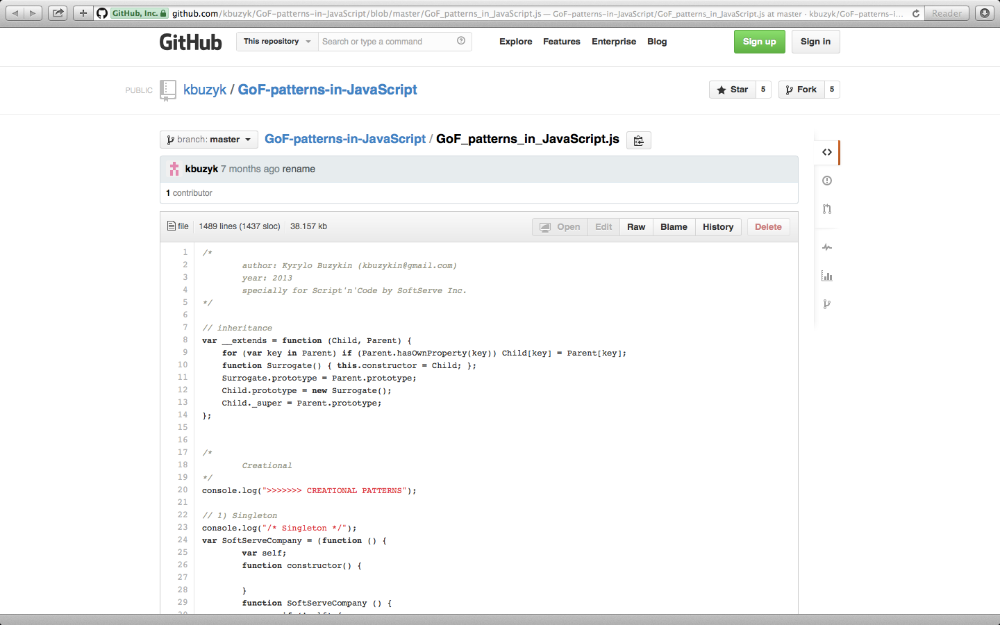 GitHub, Inc. github.com/kbuzyk/GoF-patterns-in-JavaScript/blob/master/GoF_patterns_in_JavaScript.js — GoF-patterns-in-JavaScript/GoF_patterns_in_JavaScript.js at master · kbuzyk/GoF-patterns-i... Reader
GitHub This repository Search or type a command Explore Features Enterprise Blog Sign up Sign in
PUBLIC kbuzyk / GoF-patterns-in-JavaScript Star 5 Fork 5
branch: master GoF-patterns-in-JavaScript / GoF_patterns_in_JavaScript.js
kbuzyk 7 months ago rename
1 contributor
file 1489 lines (1437 sloc) 38.157 kb Open Edit Raw Blame History Delete
1 /*
2 author: Kyrylo Buzykin (kbuzykin@gmail.com)
3 year: 2013
4 specially for Script'n'Code by SoftServe Inc.
5 */
6
7 // inheritance
8 var __extends = function (Child, Parent) {
9 for (var key in Parent) if (Parent.hasOwnProperty(key)) Child[key] = Parent[key];
10 function Surrogate() { this.constructor = Child; };
11 Surrogate.prototype = Parent.prototype;
12 Child.prototype = new Surrogate();
13 Child._super = Parent.prototype;
14 };
15
16
17 /*
18 Creational
19 */
20 console.log(">>>>>>> CREATIONAL PATTERNS");
21
22 // 1) Singleton
23 console.log("/* Singleton */");
24 var SoftServeCompany = (function () {
25 var self;
26 function constructor() {
27
28 }
29 function SoftServeCompany () {